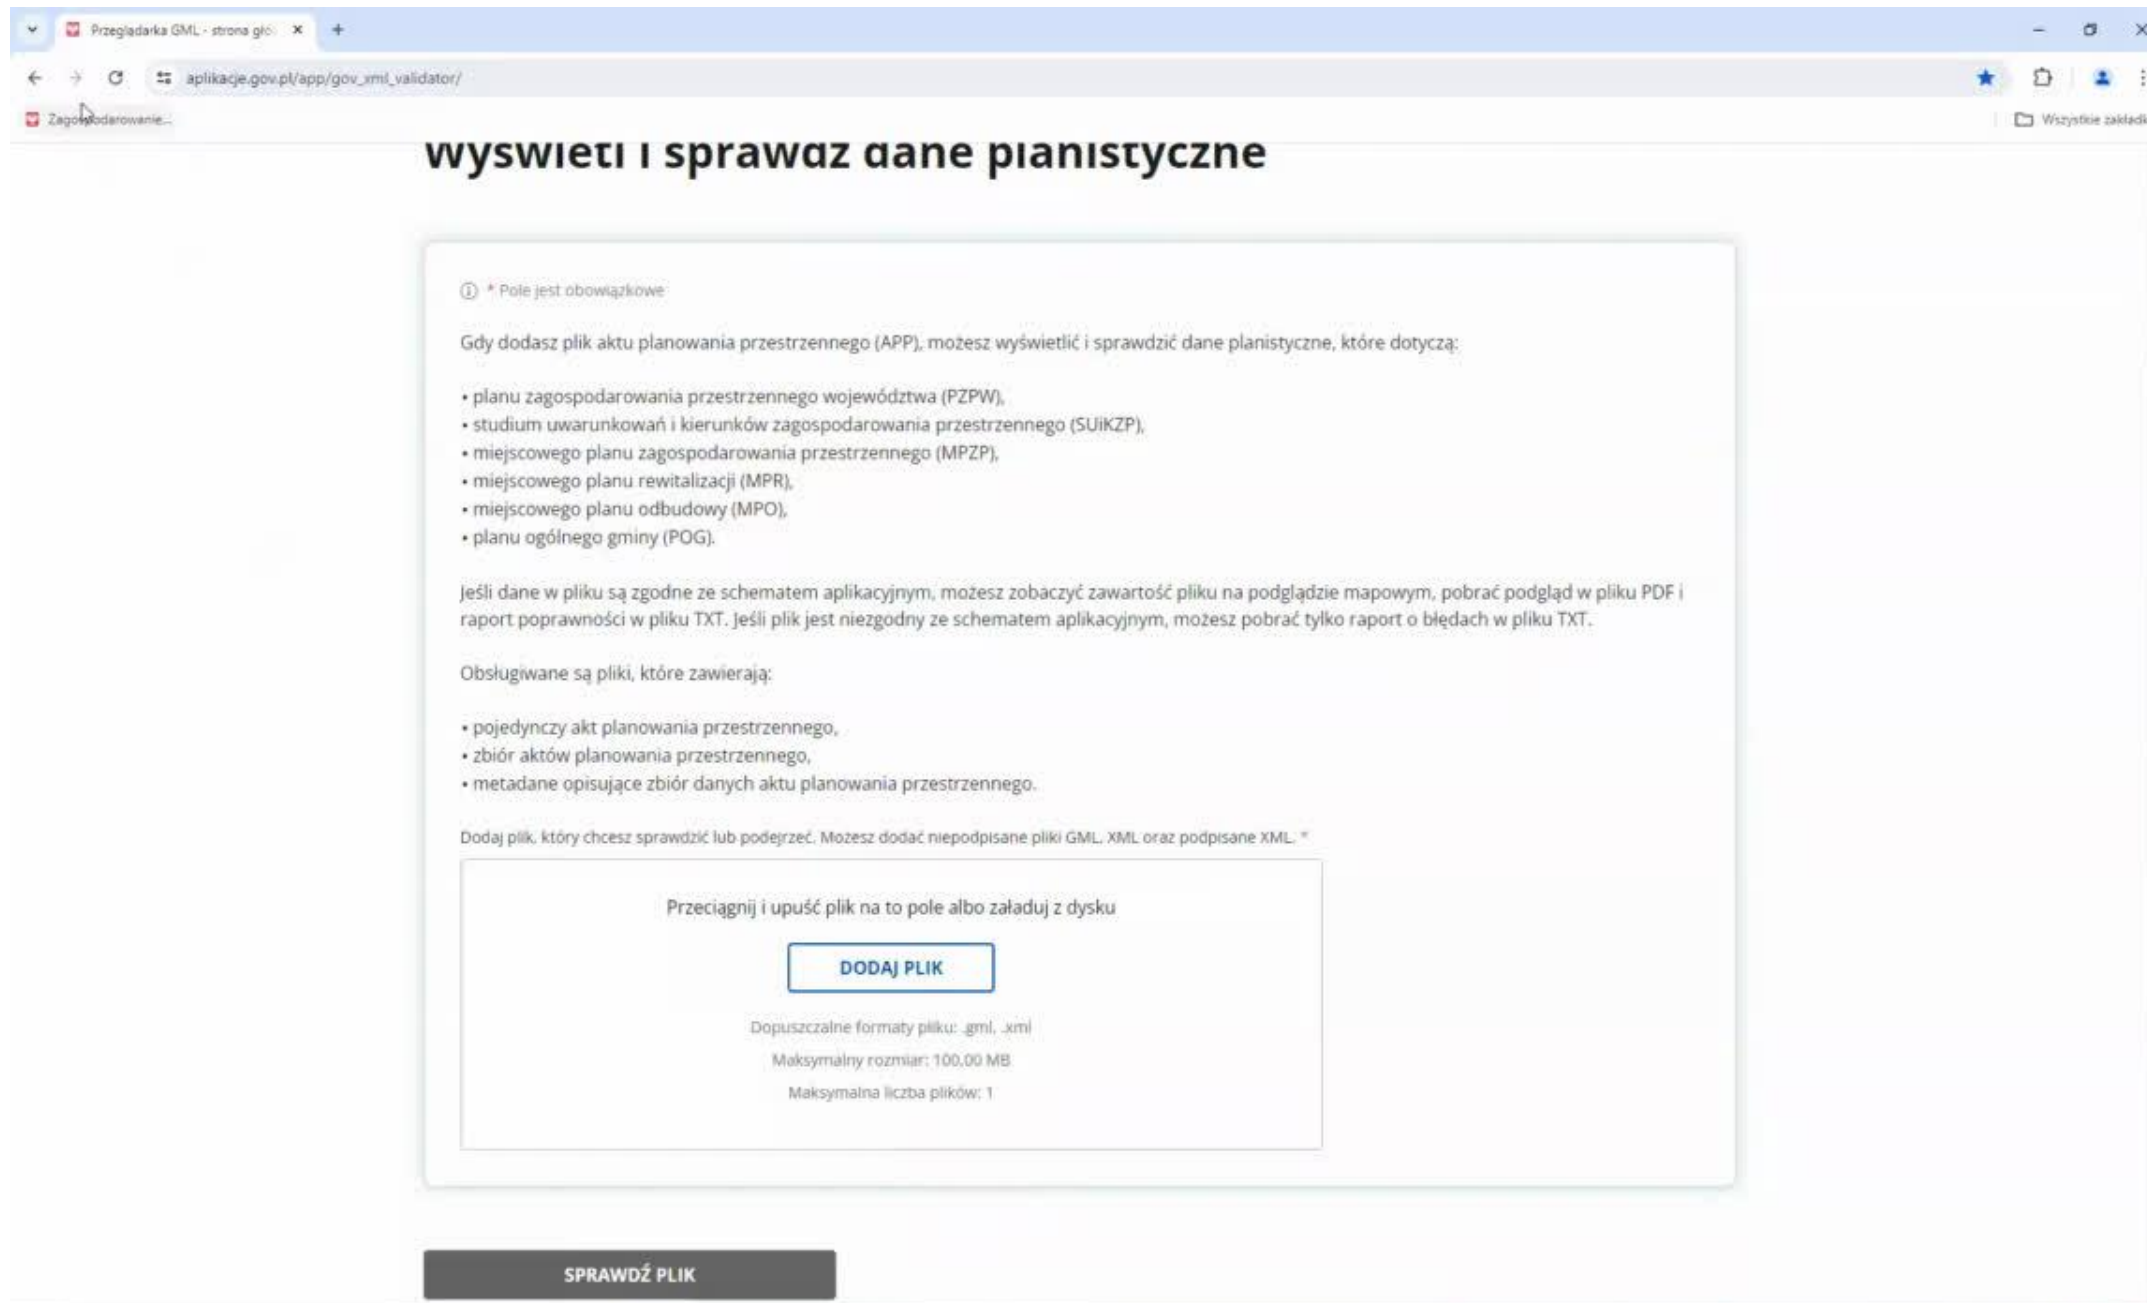 Przeglądarka GML - strona głó
aplikacje.gov.pl/app/gov_xml_validator/
Wszystkie zakładk
Wyświetl i sprawdź dane planistyczne
* Pole jest obowiązkowe
Gdy dodasz plik aktu planowania przestrzennego (APP), możesz wyświetlić i sprawdzić dane planistyczne, które dotyczą:
• planu zagospodarowania przestrzennego województwa (PZPW),
• studium uwarunkowań i kierunków zagospodarowania przestrzennego (SUiKZP),
• miejscowego planu zagospodarowania przestrzennego (MPZP),
• miejscowego planu rewitalizacji (MPR),
• miejscowego planu odbudowy (MPO),
• planu ogólnego gminy (POG).
Jeśli dane w pliku są zgodne ze schematem aplikacyjnym, możesz zobaczyć zawartość pliku na podglądzie mapowym, pobrać podgląd w pliku PDF i
raport poprawności w pliku TXT. Jeśli plik jest niezgodny ze schematem aplikacyjnym, możesz pobrać tylko raport o błędach w pliku TXT.
Obsługiwane są pliki, które zawierają:
• pojedynczy akt planowania przestrzennego,
• zbiór aktów planowania przestrzennego,
• metadane opisujące zbiór danych aktu planowania przestrzennego.
Dodaj plik, który chcesz sprawdzić lub podejrzeć. Możesz dodać niepodpisane pliki GML, XML oraz podpisane XML. *
Przeciągnij i upuść plik na to pole albo załaduj z dysku
DODAJ PLIK
Dopuszczalne formaty pliku: .gml, .xml
Maksymalny rozmiar: 100,00 MB
Maksymalna liczba plików: 1
SPRAWDŹ PLIK